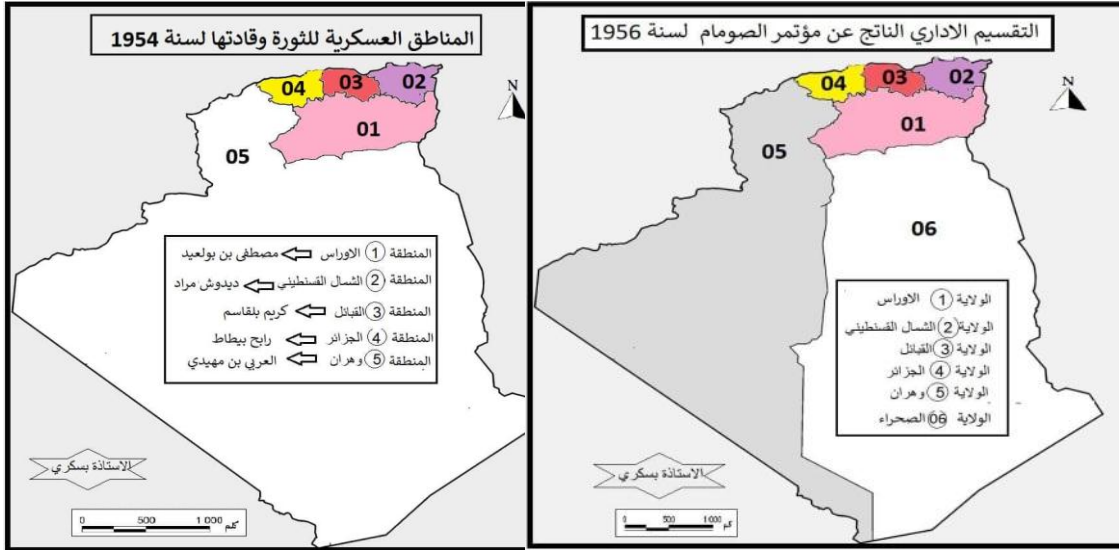 المناطق العسكرية للثورة وقادتها لسنة 1954
N
04
03
02
01
05
المنطقة 1 الاوراس ⇐ مصطفى بن بولعيد
المنطقة 2 الشمال القسنطيني ⇐ ديدوش مراد
المنطقة 3 القبائل ⇐ كريم بلقاسم
المنطقة 4 الجزائر ⇐ رابح بيطاط
المنطقة 5 وهران ⇐ العربي بن مهيدي
الاستاذة بسكري
0 500 1 000 كلم
التقسيم الاداري الناتج عن مؤتمر الصومام لسنة 1956
N
04
03
02
01
05
06
الولاية 1 الاوراس
الولاية 2 الشمال القسنطيني
الولاية 3 القبائل
الولاية 4 الجزائر
الولاية 5 وهران
الولاية 06 الصحراء
الاستاذة بسكري
0 500 1 000 كم